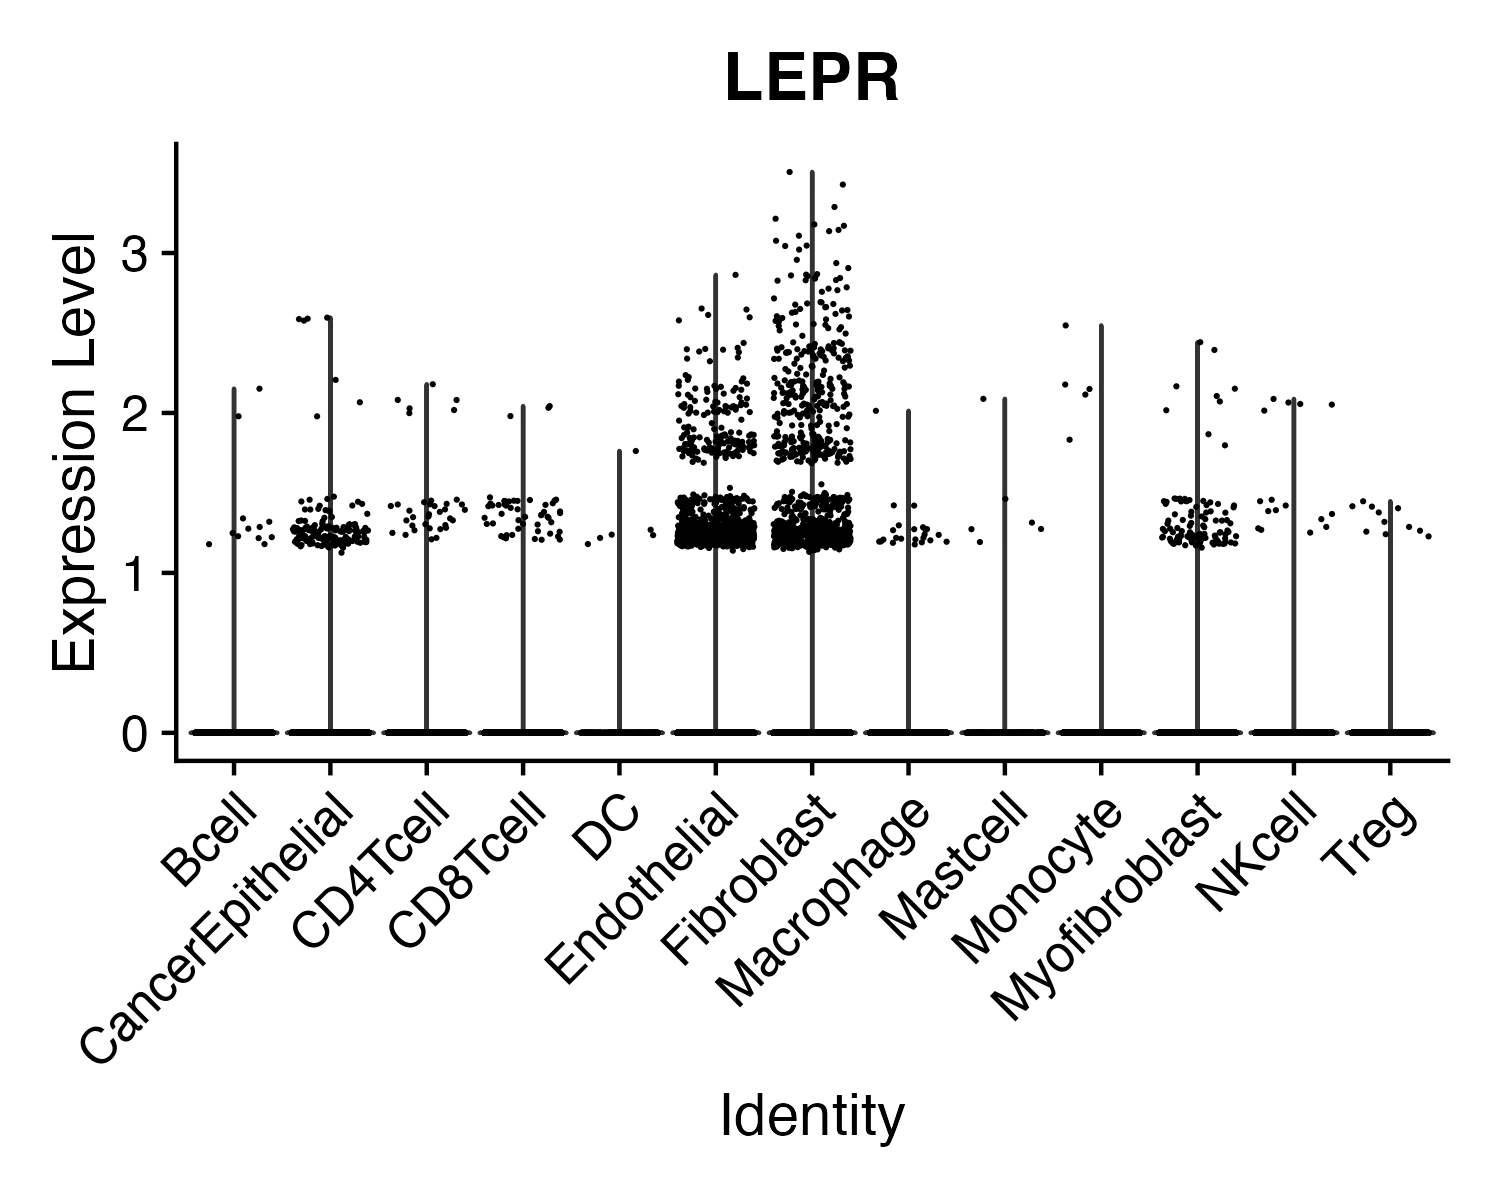 LEPR
Expression Level
3
2
1
0
Bcell
CancerEpithelial
CD4Tcell
CD8Tcell
DC
Endothelial
Fibroblast
Macrophage
Mastcell
Monocyte
Myofibroblast
NKcell
Treg
Identity